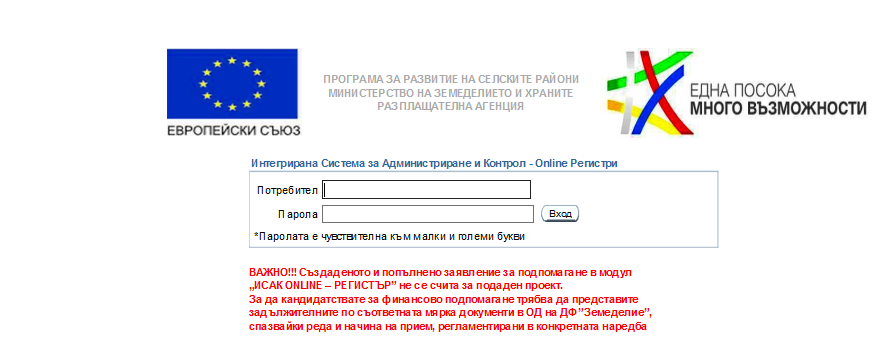 ЕВРОПЕЙСКИ СЪЮЗ
ПРОГРАМА ЗА РАЗВИТИЕ НА СЕЛСКИТЕ РАЙОНИ
МИНИСТЕРСТВО НА ЗЕМЕДЕЛИЕТО И ХРАНИТЕ
РАЗПЛАЩАТЕЛНА АГЕНЦИЯ
ЕДНА ПОСОКА
МНОГО ВЪЗМОЖНОСТИ
Интегрирана Система за Администриране и Контрол - Online Регистри
Потребител
Парола Вход
*Паролата е чувствителна към малки и големи букви
ВАЖНО!!! Създаденото и попълнено заявление за подпомагане в модул
„ИСАК ONLINE – РЕГИСТЪР” не се счита за подаден проект.
За да кандидатствате за финансово подпомагане трябва да представите
задължителните по съответната мярка документи в ОД на ДФ ”Земеделие”,
спазвайки реда и начина на прием, регламентирани в конкретната наредба